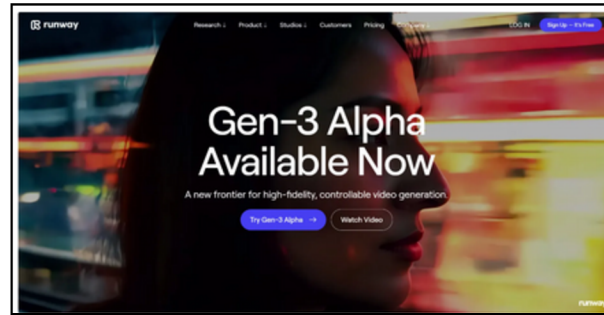 runway
Research ↓ Product ↓ Studios ↓ Customers Pricing
LOG IN
Sign Up — It's Free
Gen-3 Alpha
Available Now
A new frontier for high-fidelity, controllable video generation.
Try Gen-3 Alpha →
Watch Video
runway